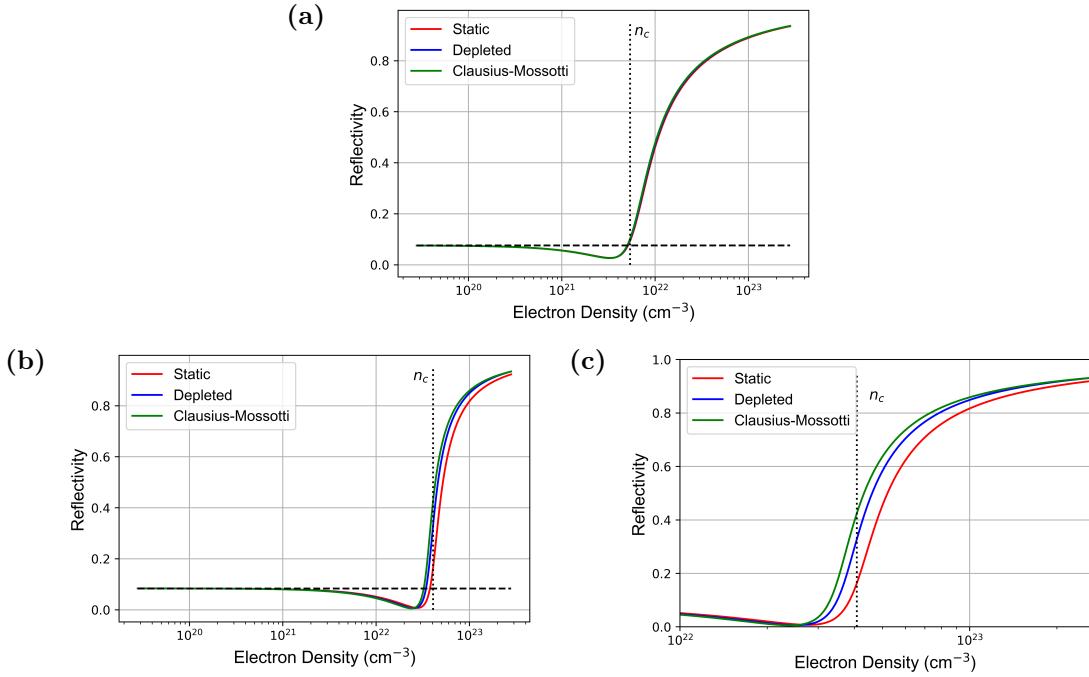 (a)
Static
Depleted
Clausius-Mossotti
n_c
Reflectivity
0.8
0.6
0.4
0.2
0.0
10^20
10^21
10^22
10^23
Electron Density (cm^−3)
(b)
Static
Depleted
Clausius-Mossotti
n_c
Reflectivity
0.8
0.6
0.4
0.2
0.0
10^20
10^21
10^22
10^23
Electron Density (cm^−3)
(c)
Static
Depleted
Clausius-Mossotti
n_c
Reflectivity
1.0
0.8
0.6
0.4
0.2
0.0
10^22
10^23
Electron Density (cm^−3)